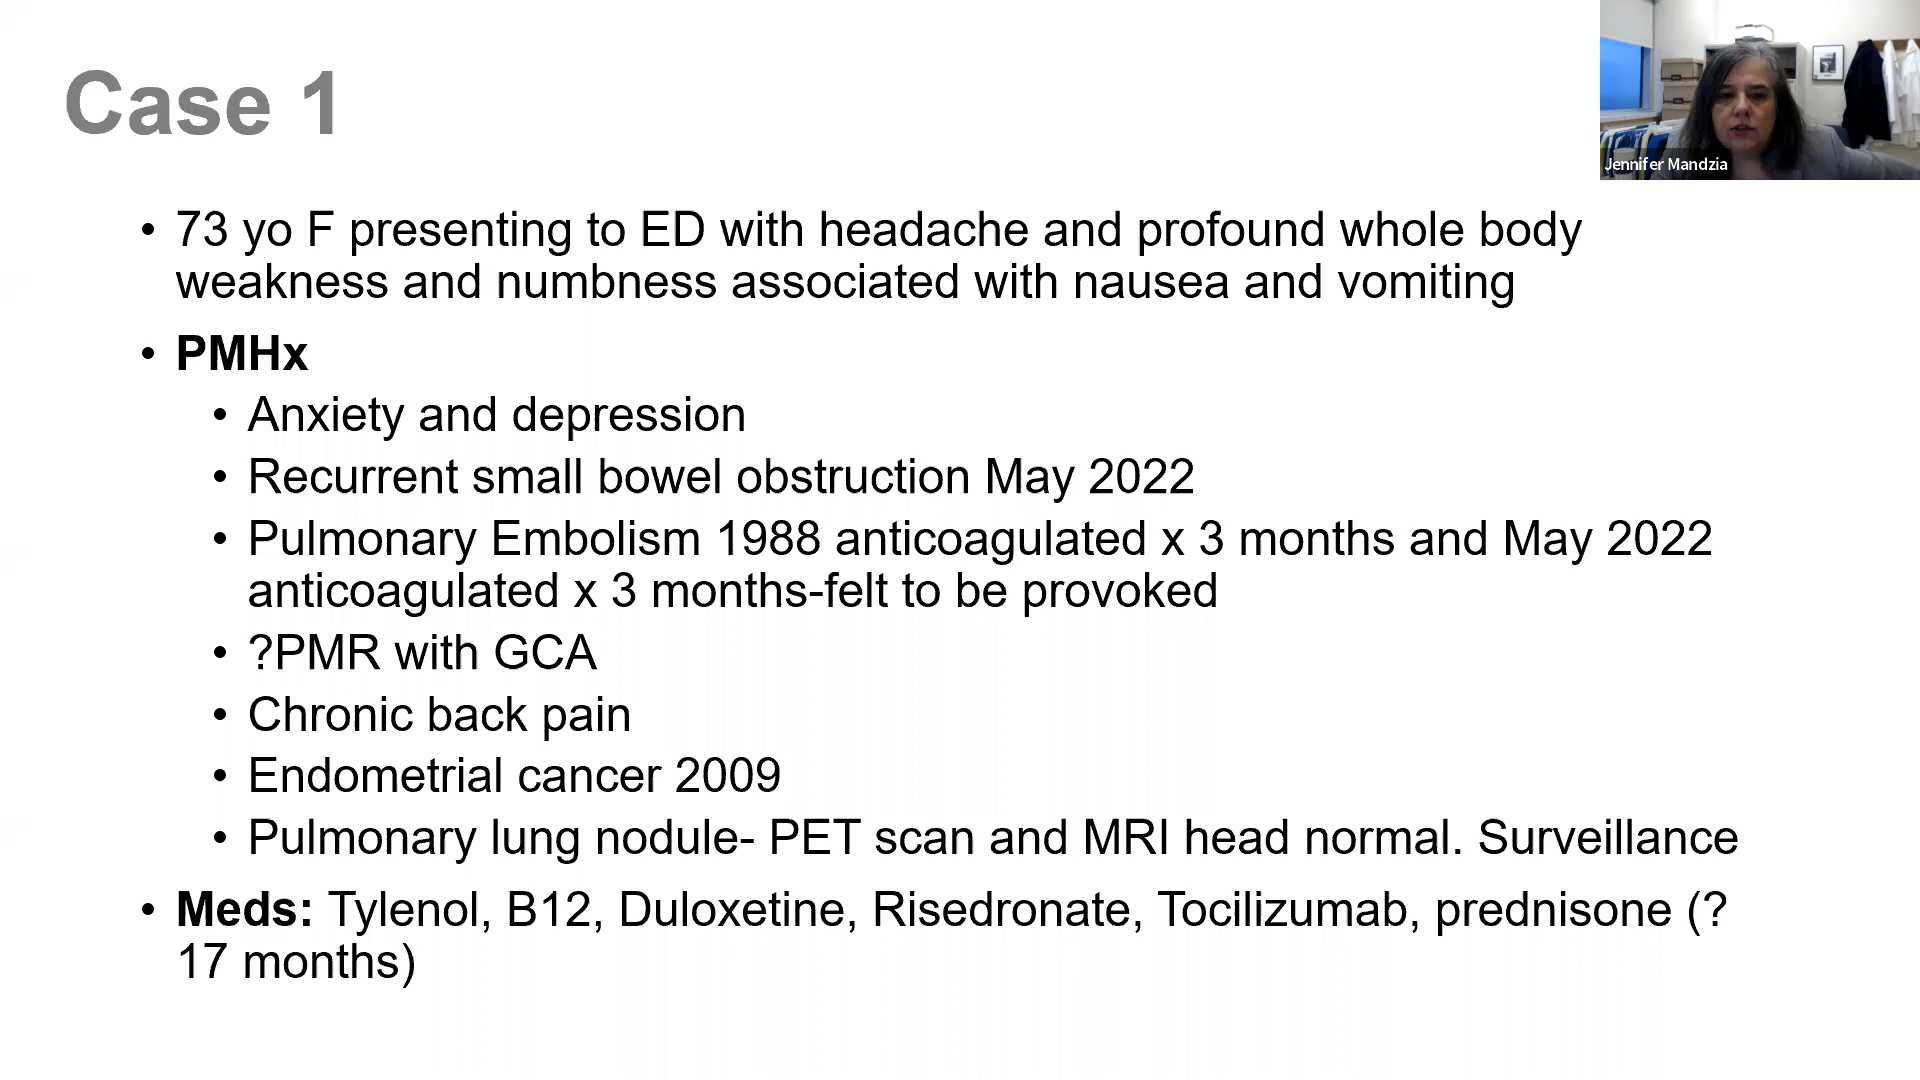 Case 1
Jennifer Mandzia
• 73 yo F presenting to ED with headache and profound whole body
weakness and numbness associated with nausea and vomiting
• PMHx
• Anxiety and depression
• Recurrent small bowel obstruction May 2022
• Pulmonary Embolism 1988 anticoagulated x 3 months and May 2022
anticoagulated x 3 months-felt to be provoked
• ?PMR with GCA
• Chronic back pain
• Endometrial cancer 2009
• Pulmonary lung nodule- PET scan and MRI head normal. Surveillance
• Meds: Tylenol, B12, Duloxetine, Risedronate, Tocilizumab, prednisone (?
17 months)